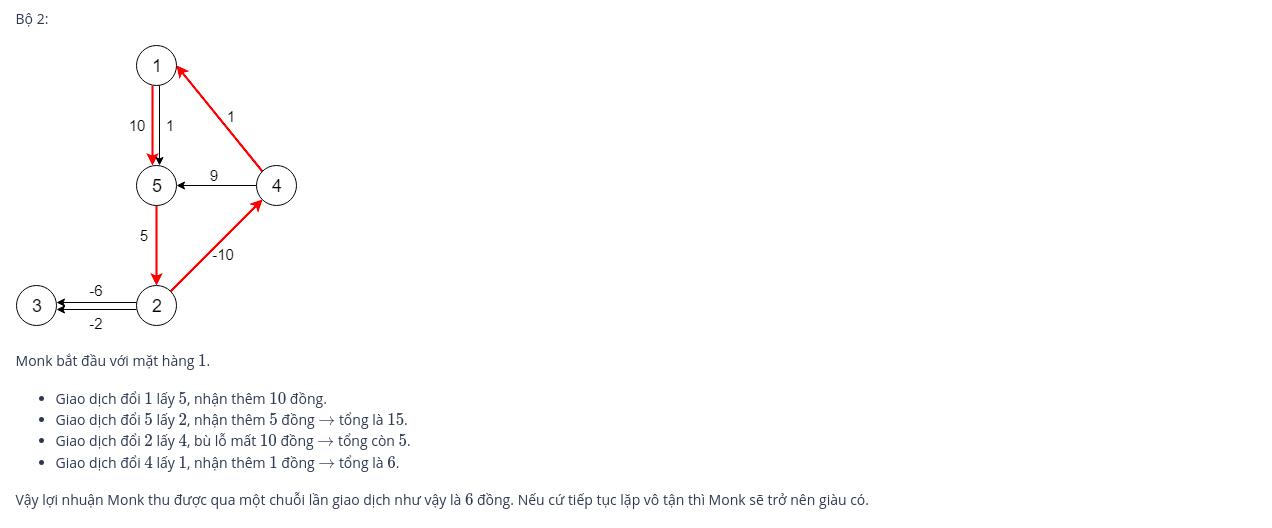 Bộ 2:
1
10 1
1
9
5 4
5
-10
-6
3 2
-2
Monk bắt đầu với mặt hàng 1.
• Giao dịch đổi 1 lấy 5, nhận thêm 10 đồng.
• Giao dịch đổi 5 lấy 2, nhận thêm 5 đồng → tổng là 15.
• Giao dịch đổi 2 lấy 4, bù lỗ mất 10 đồng → tổng còn 5.
• Giao dịch đổi 4 lấy 1, nhận thêm 1 đồng → tổng là 6.
Vậy lợi nhuận Monk thu được qua một chuỗi lần giao dịch như vậy là 6 đồng. Nếu cứ tiếp tục lặp vô tận thì Monk sẽ trở nên giàu có.